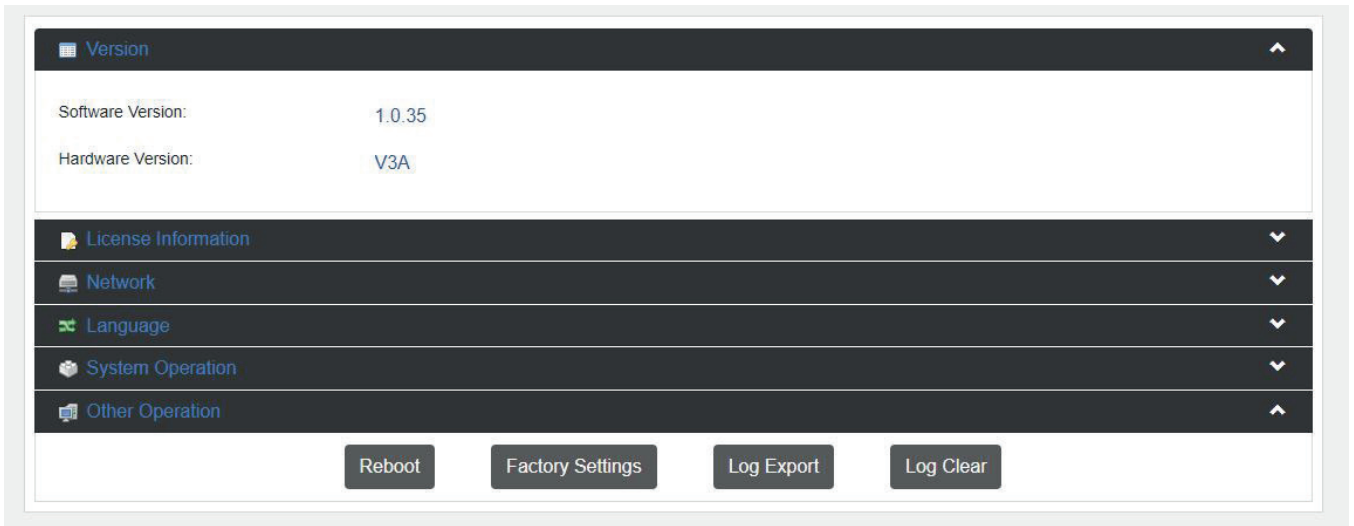 Version
Software Version: 1.0.35
Hardware Version: V3A
License Information
Network
Language
System Operation
Other Operation
Reboot Factory Settings Log Export Log Clear